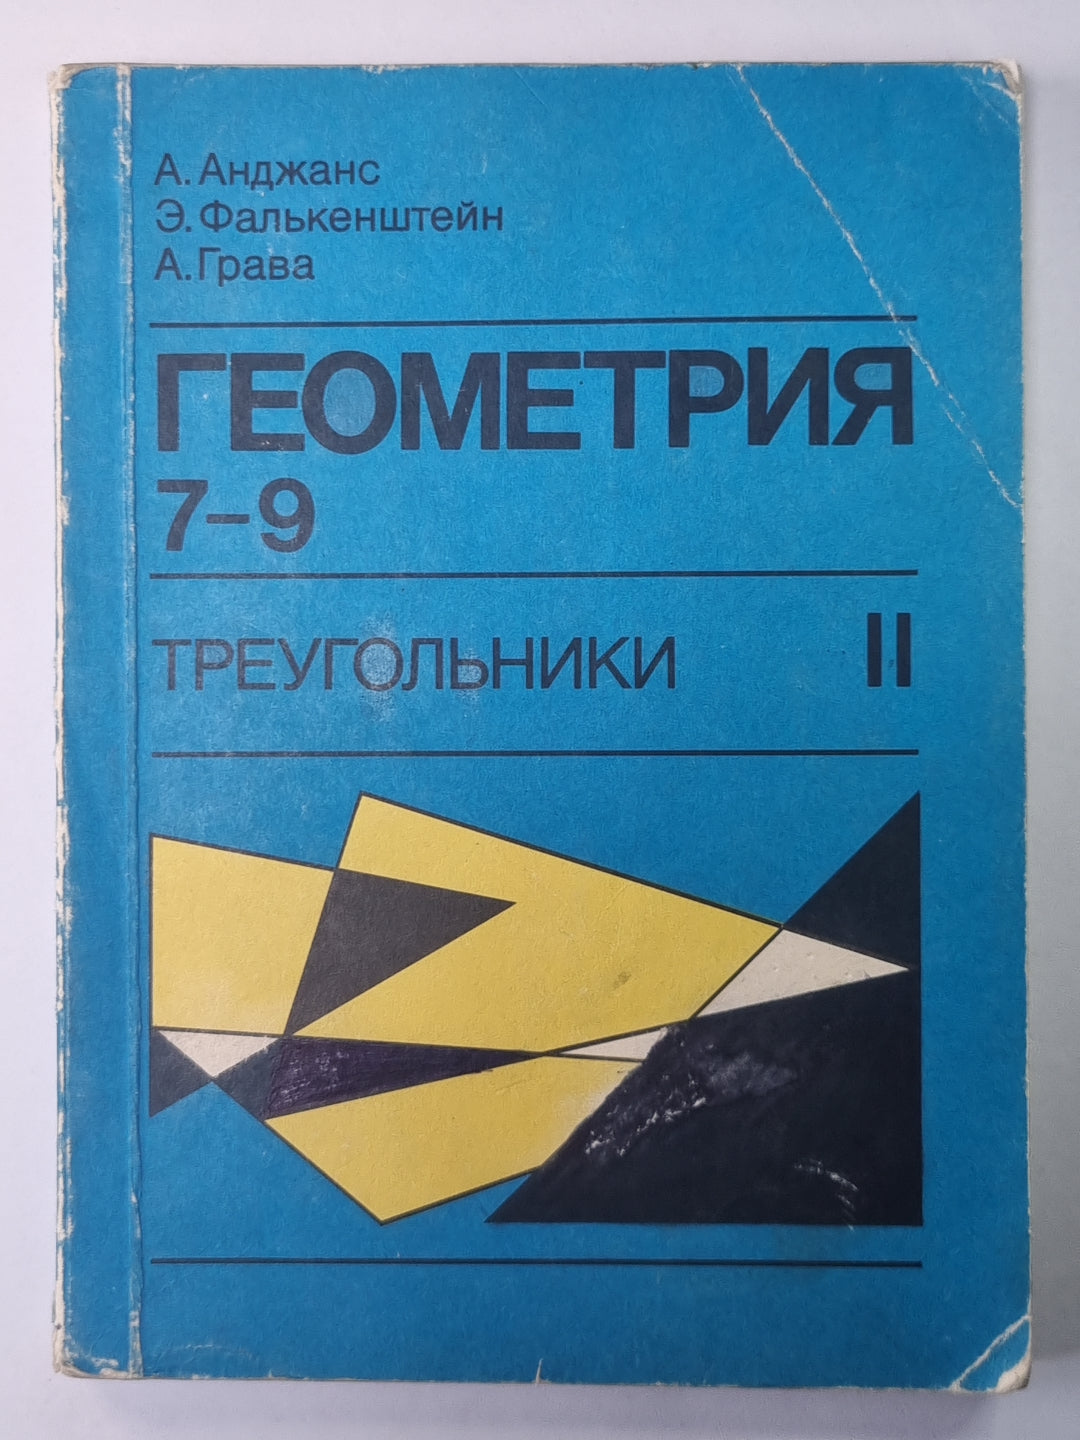 А. Анджанс
Э. Фалькенштейн
А. Грава
ГЕОМЕТРИЯ
7–9
ТРЕУГОЛЬНИКИ II